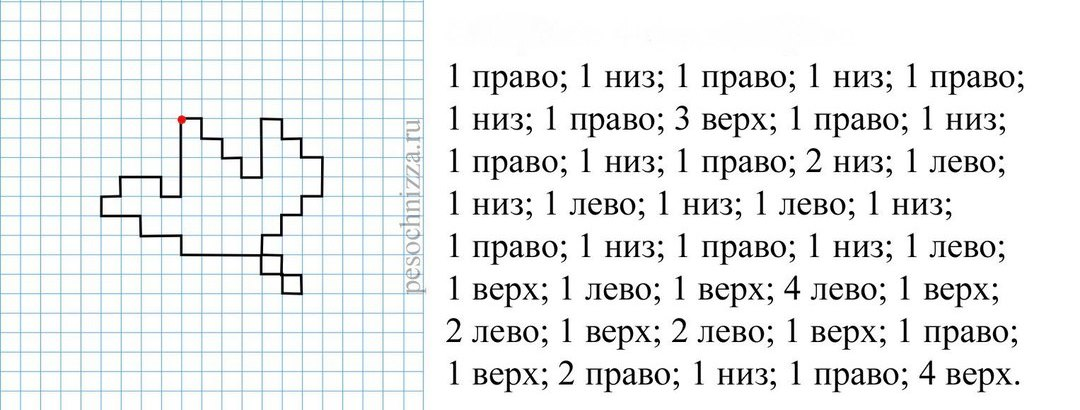 pesochnizza.ru
1 право; 1 низ; 1 право; 1 низ; 1 право;
1 низ; 1 право; 3 верх; 1 право; 1 низ;
1 право; 1 низ; 1 право; 2 низ; 1 лево;
1 низ; 1 лево; 1 низ; 1 лево; 1 низ;
1 право; 1 низ; 1 право; 1 низ; 1 лево;
1 верх; 1 лево; 1 верх; 4 лево; 1 верх;
2 лево; 1 верх; 2 лево; 1 верх; 1 право;
1 верх; 2 право; 1 низ; 1 право; 4 верх.